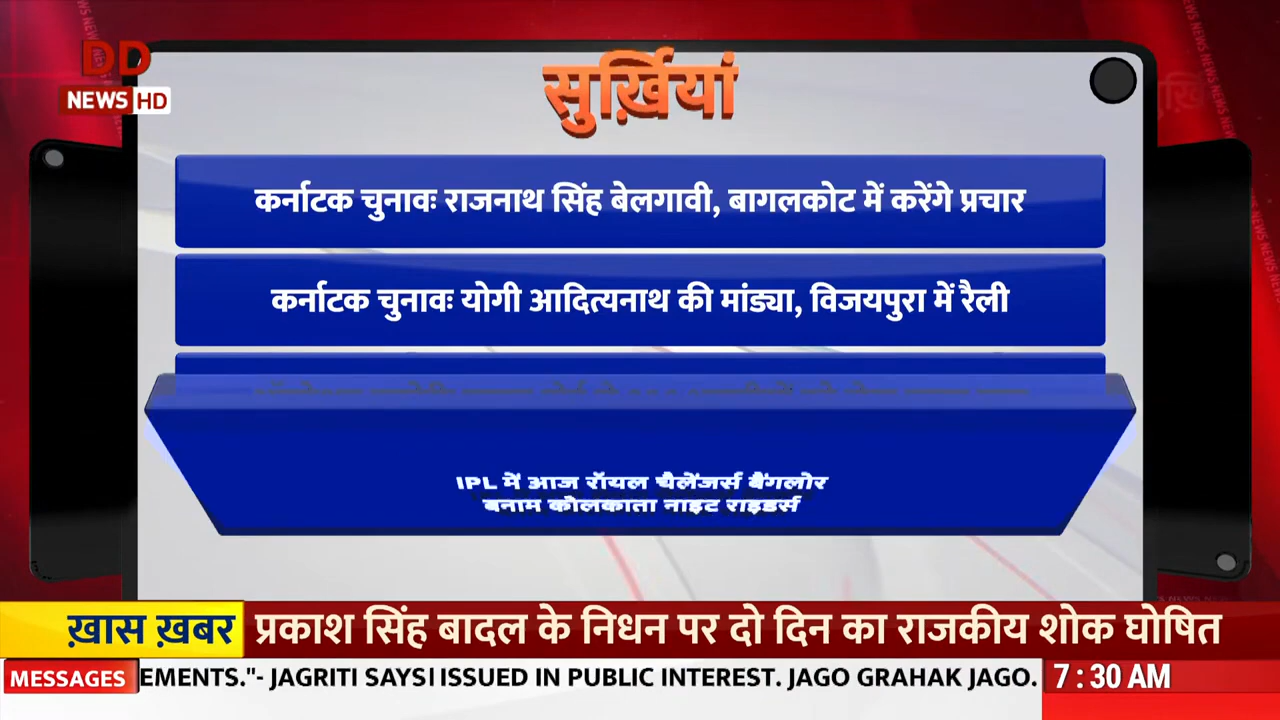 DD
NEWS HD
सुर्ख़ियां
कर्नाटक चुनावः राजनाथ सिंह बेलगावी, बागलकोट में करेंगे प्रचार
कर्नाटक चुनावः योगी आदित्यनाथ की मांड्या, विजयपुरा में रैली
IPL में आज रॉयल चैलेंजर्स बैंगलोर
बनाम कोलकाता नाइट राइडर्स
ख़ास ख़बर प्रकाश सिंह बादल के निधन पर दो दिन का राजकीय शोक घोषित
MESSAGES EMENTS."- JAGRITI SAYS| ISSUED IN PUBLIC INTEREST. JAGO GRAHAK JAGO. 7:30 AM